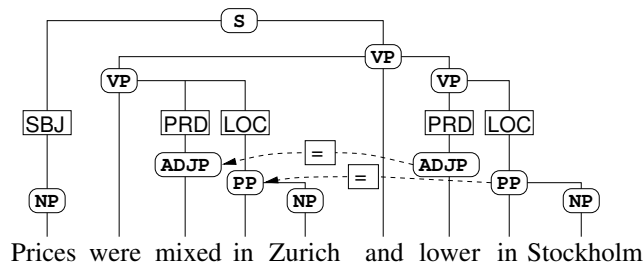 S
VP
VP VP
SBJ PRD LOC PRD LOC
ADJP = ADJP
PP = PP
NP NP NP
Prices were mixed in Zurich and lower in Stockholm